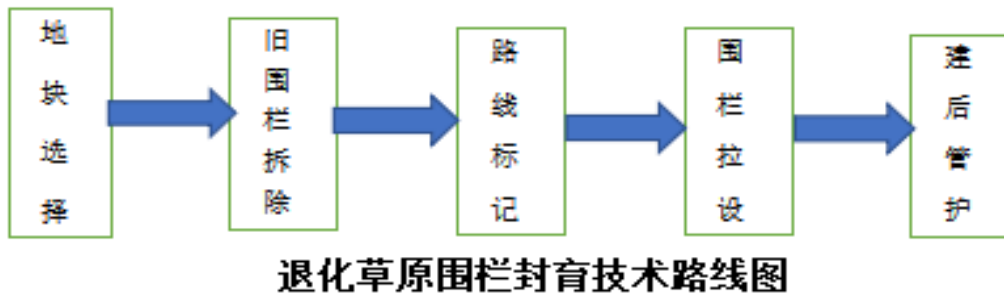 地块选择
旧围栏拆除
路线标记
围栏拉设
建后管护
退化草原围栏封育技术路线图